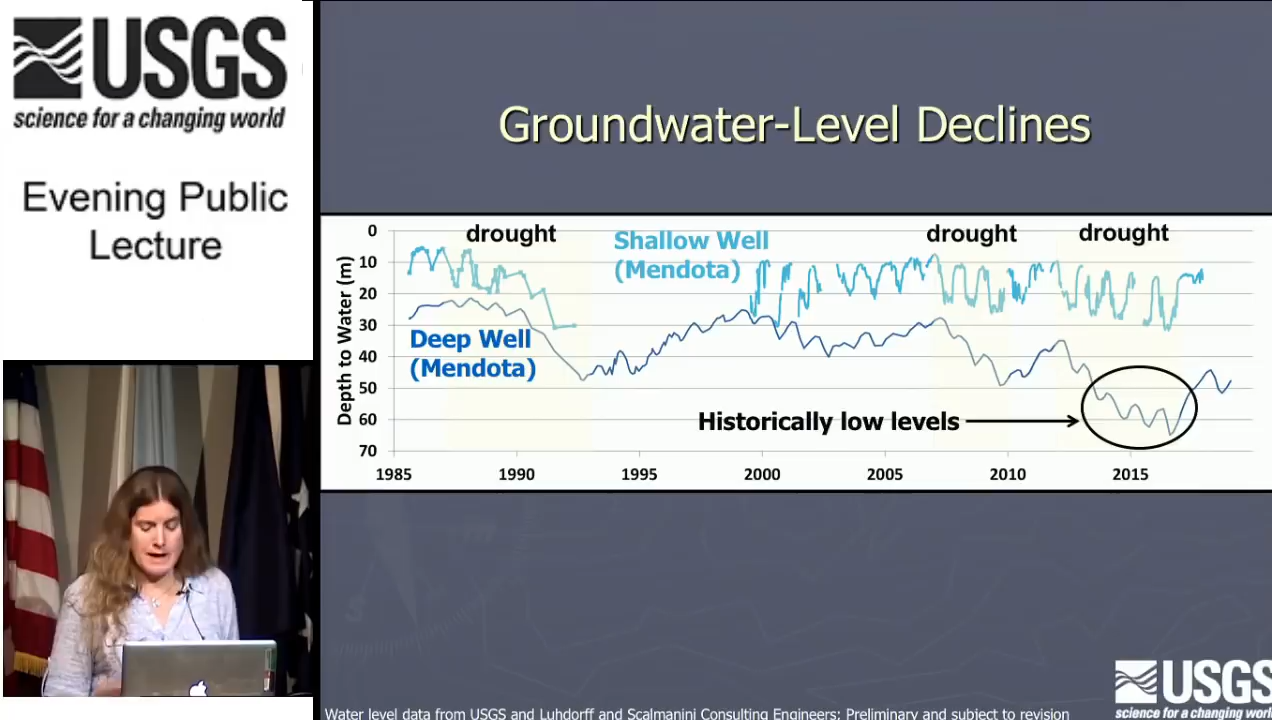 USGS
science for a changing world
Evening Public
Lecture
Groundwater-Level Declines
drought
drought
drought
Shallow Well
(Mendota)
Deep Well
(Mendota)
Historically low levels
Depth to Water (m)
0
10
20
30
40
50
60
70
1985
1990
1995
2000
2005
2010
2015
USGS
science for a changing world
Water level data from USGS and Luhdorff and Scalmanini Consulting Engineers; Preliminary and subject to revision